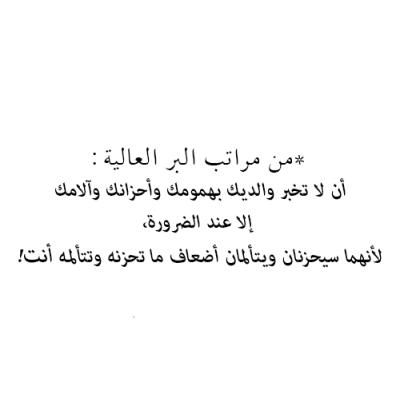 *من مراتب البر العالية :
أن لا تخبر والديك بهمومك وأحزانك وآلامك
إلا عند الضرورة،
لأنهما سيحزنان ويتألمان أضعاف ما تحزنه وتتألمه أنت!